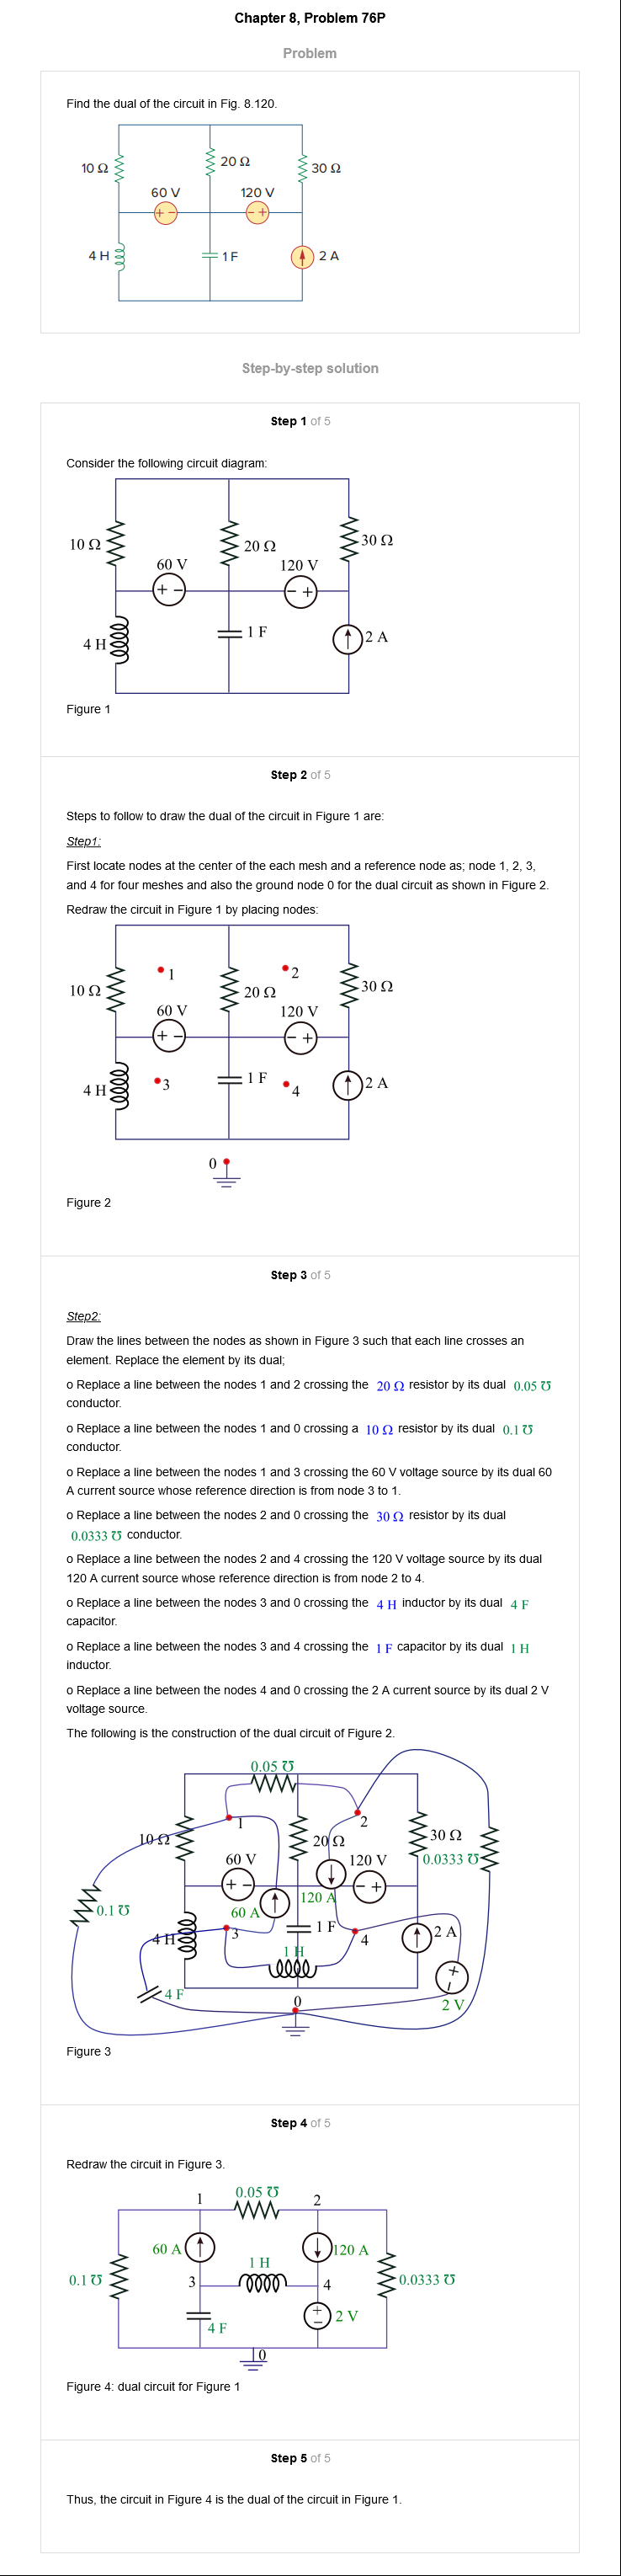 Chapter 8, Problem 76P
Problem
Find the dual of the circuit in Fig. 8.120.
10 Ω
20 Ω
30 Ω
60 V
120 V
+ −
− +
4 H
1 F
2 A
Step-by-step solution
Step 1 of 5
Consider the following circuit diagram:
10 Ω
20 Ω
30 Ω
60 V
120 V
+ −
− +
4 H
1 F
2 A
Figure 1
Step 2 of 5
Steps to follow to draw the dual of the circuit in Figure 1 are:
Step1:
First locate nodes at the center of the each mesh and a reference node as; node 1, 2, 3,
and 4 for four meshes and also the ground node 0 for the dual circuit as shown in Figure 2.
Redraw the circuit in Figure 1 by placing nodes:
1
2
10 Ω
20 Ω
30 Ω
60 V
120 V
+ −
− +
4 H
3
1 F
4
2 A
0
Figure 2
Step 3 of 5
Step2:
Draw the lines between the nodes as shown in Figure 3 such that each line crosses an
element. Replace the element by its dual;
o Replace a line between the nodes 1 and 2 crossing the 20 Ω resistor by its dual 0.05 ℧
conductor.
o Replace a line between the nodes 1 and 0 crossing a 10 Ω resistor by its dual 0.1 ℧
conductor.
o Replace a line between the nodes 1 and 3 crossing the 60 V voltage source by its dual 60
A current source whose reference direction is from node 3 to 1.
o Replace a line between the nodes 2 and 0 crossing the 30 Ω resistor by its dual
0.0333 ℧ conductor.
o Replace a line between the nodes 2 and 4 crossing the 120 V voltage source by its dual
120 A current source whose reference direction is from node 2 to 4.
o Replace a line between the nodes 3 and 0 crossing the 4 H inductor by its dual 4 F
capacitor.
o Replace a line between the nodes 3 and 4 crossing the 1 F capacitor by its dual 1 H
inductor.
o Replace a line between the nodes 4 and 0 crossing the 2 A current source by its dual 2 V
voltage source.
The following is the construction of the dual circuit of Figure 2.
0.05 ℧
1
2
10 Ω
20 Ω
30 Ω
60 V
120 V
0.0333 ℧
+ −
− +
120 A
0.1 ℧
60 A
4 H
3
1 F
4
2 A
1 H
+
−
4 F
0
2 V
Figure 3
Step 4 of 5
Redraw the circuit in Figure 3.
0.05 ℧
1
2
60 A
120 A
1 H
0.1 ℧
3
4
0.0333 ℧
+
−
2 V
4 F
0
Figure 4: dual circuit for Figure 1
Step 5 of 5
Thus, the circuit in Figure 4 is the dual of the circuit in Figure 1.